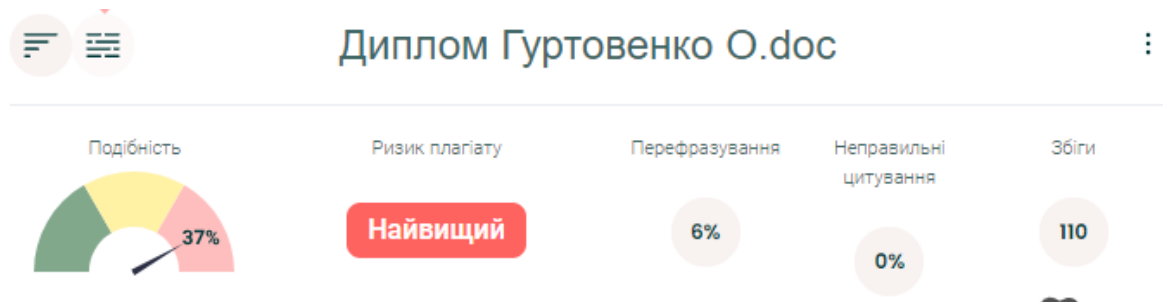 Диплом Гуртовенко О.doc
Подібність
37%
Ризик плагіату
Найвищий
Перефразування
6%
Неправильні
цитування
0%
Збіги
110